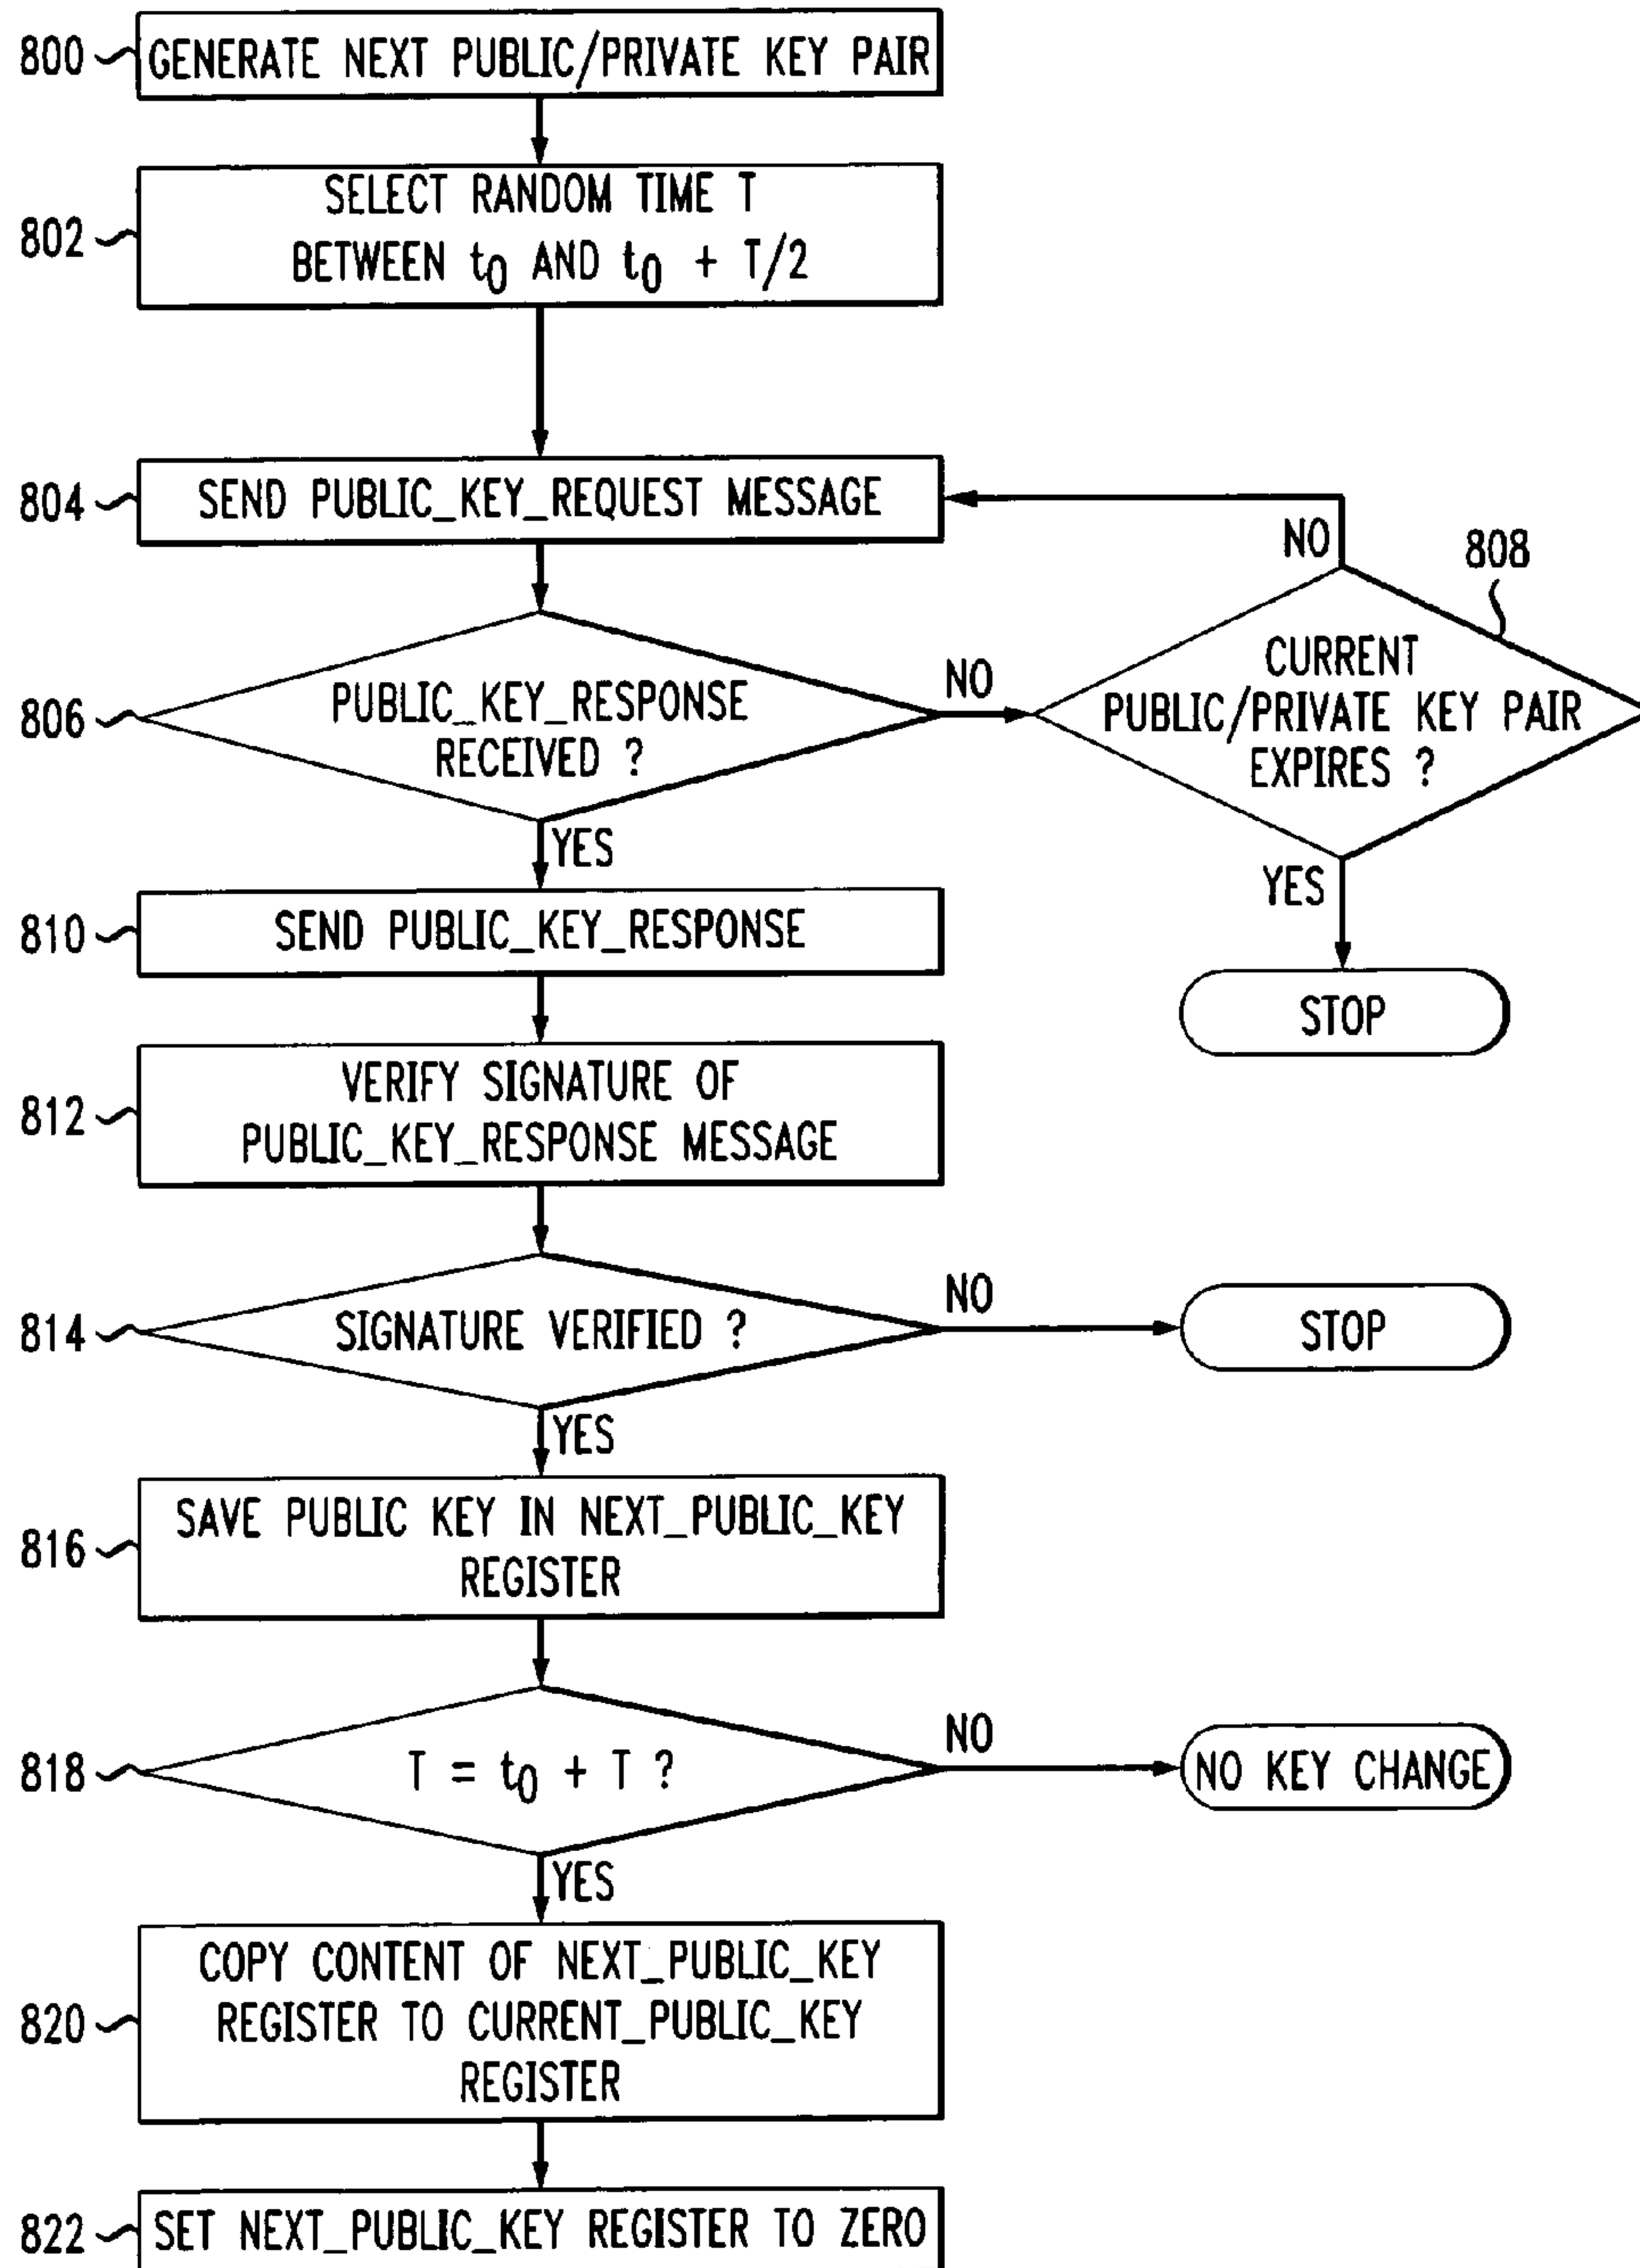 800
GENERATE NEXT PUBLIC/PRIVATE KEY PAIR
802
SELECT RANDOM TIME T
BETWEEN t0 AND t0 + T/2
804
SEND PUBLIC_KEY_REQUEST MESSAGE
NO
808
806
PUBLIC_KEY_RESPONSE
RECEIVED ?
NO
CURRENT
PUBLIC/PRIVATE KEY PAIR
EXPIRES ?
YES
YES
810
SEND PUBLIC_KEY_RESPONSE
STOP
812
VERIFY SIGNATURE OF
PUBLIC_KEY_RESPONSE MESSAGE
814
SIGNATURE VERIFIED ?
NO
STOP
YES
816
SAVE PUBLIC KEY IN NEXT_PUBLIC_KEY
REGISTER
818
T = t0 + T ?
NO
NO KEY CHANGE
YES
820
COPY CONTENT OF NEXT_PUBLIC_KEY
REGISTER TO CURRENT_PUBLIC_KEY
REGISTER
822
SET NEXT_PUBLIC_KEY REGISTER TO ZERO